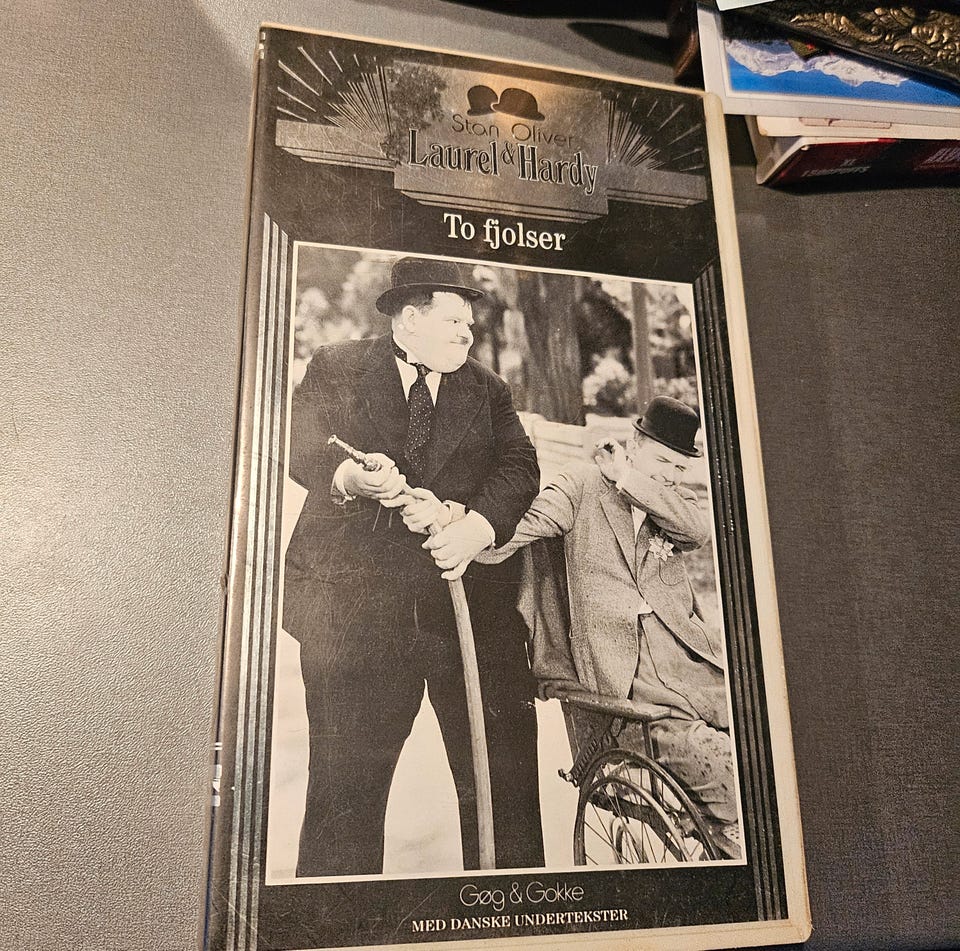 Stan Oliver
Laurel & Hardy
To fjolser
Gøg & Gokke
MED DANSKE UNDERTEKSTER